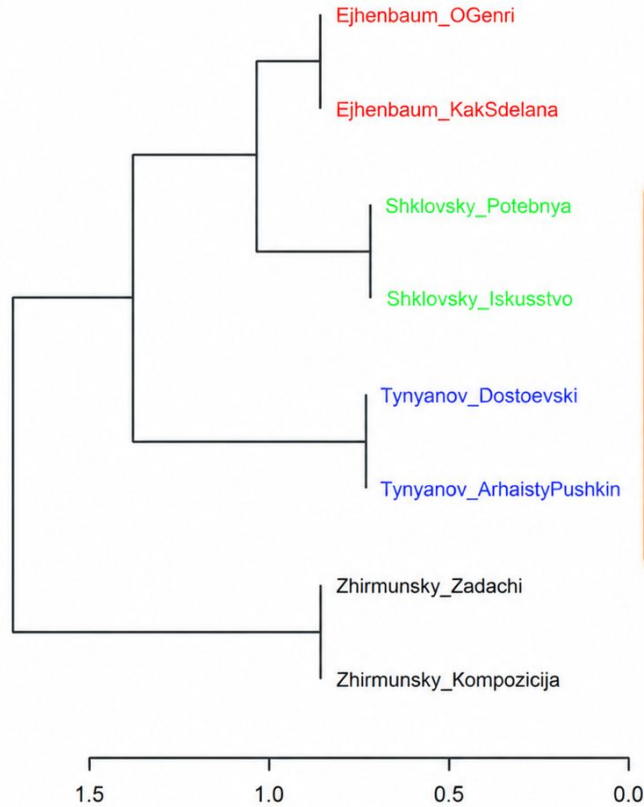 Ejhenbaum_OGenri
Ejhenbaum_KakSdelana
Shklovsky_Potebnya
Shklovsky_Iskusstvo
Tynyanov_Dostoevski
Tynyanov_ArhaistyPushkin
Zhirmunsky_Zadachi
Zhirmunsky_Kompozicija
1.5 1.0 0.5 0.0